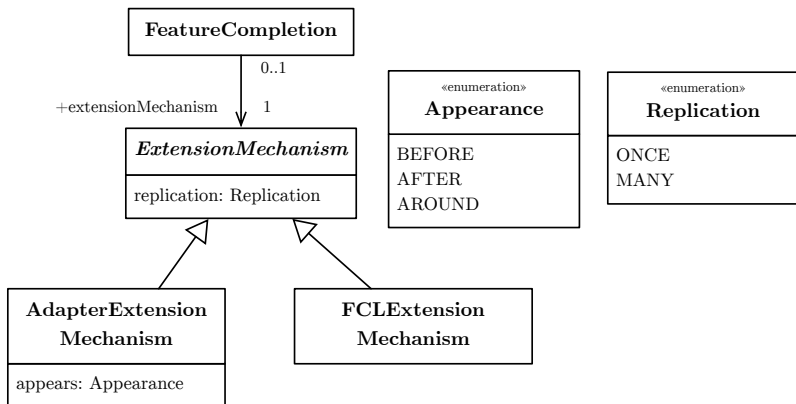 FeatureCompletion
0..1
+extensionMechanism 1
ExtensionMechanism
replication: Replication
«enumeration»
Appearance
BEFORE
AFTER
AROUND
«enumeration»
Replication
ONCE
MANY
AdapterExtension
Mechanism
appears: Appearance
FCLExtension
Mechanism